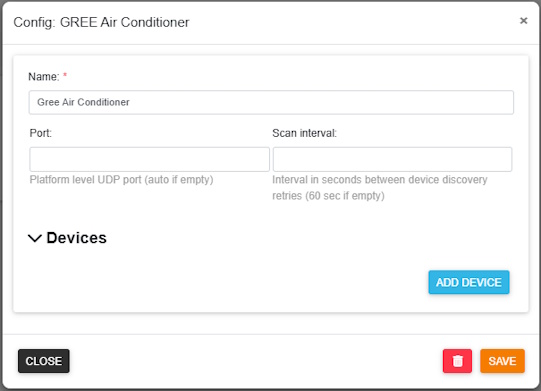 Config: GREE Air Conditioner ×
Name: *
Gree Air Conditioner
Port: Scan interval:
Platform level UDP port (auto if empty) Interval in seconds between device discovery
retries (60 sec if empty)
Devices
ADD DEVICE
CLOSE SAVE